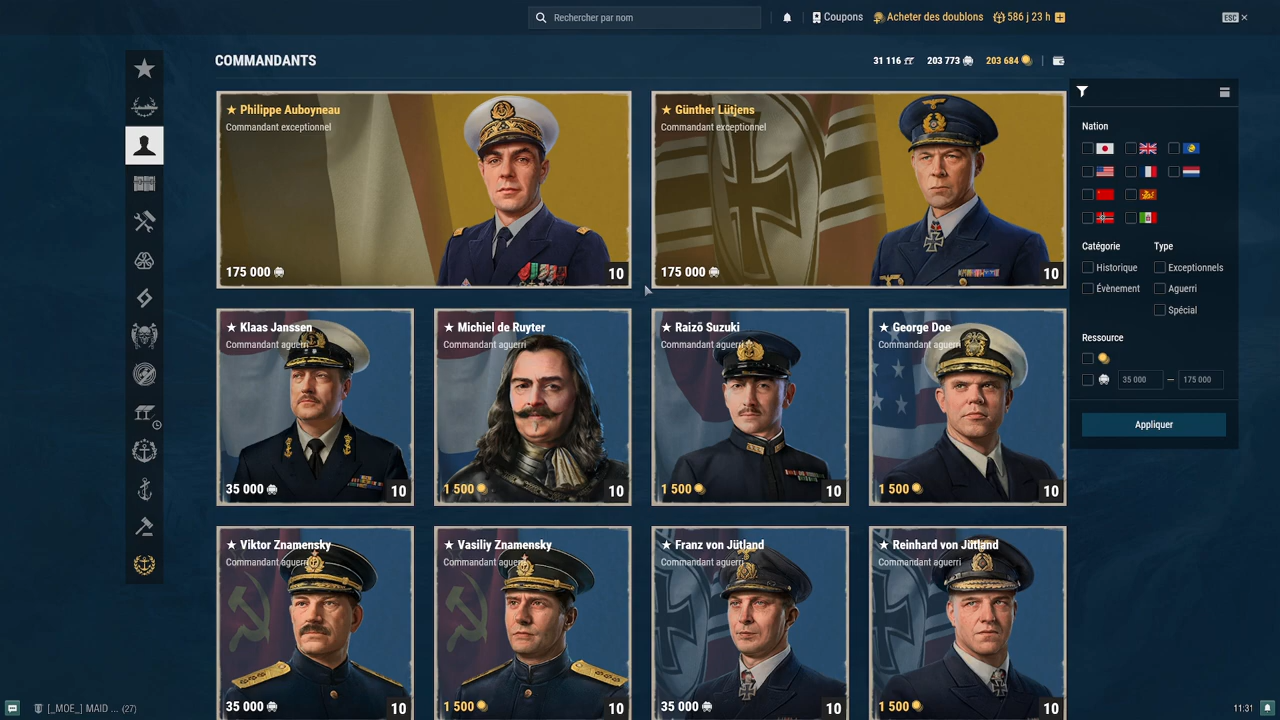 Rechercher par nom
Coupons
Acheter des doublons
586 j 23 h
ESC
COMMANDANTS
31 116
203 773
203 684
★ Philippe Auboyneau
Commandant exceptionnel
175 000
10
★ Günther Lütjens
Commandant exceptionnel
175 000
10
★ Klaas Janssen
Commandant aguerri
35 000
10
★ Michiel de Ruyter
Commandant aguerri
1 500
10
★ Raizō Suzuki
Commandant aguerri
1 500
10
★ George Doe
Commandant aguerri
1 500
10
★ Viktor Znamensky
Commandant aguerri
35 000
10
★ Vasiliy Znamensky
Commandant aguerri
1 500
10
★ Franz von Jütland
Commandant aguerri
35 000
10
★ Reinhard von Jütland
Commandant aguerri
1 500
10
Nation
Catégorie
Type
Historique
Exceptionnels
Évènement
Aguerri
Spécial
Ressource
35 000 — 175 000
Appliquer
[_MOE_] MAID ... (27)
11:31